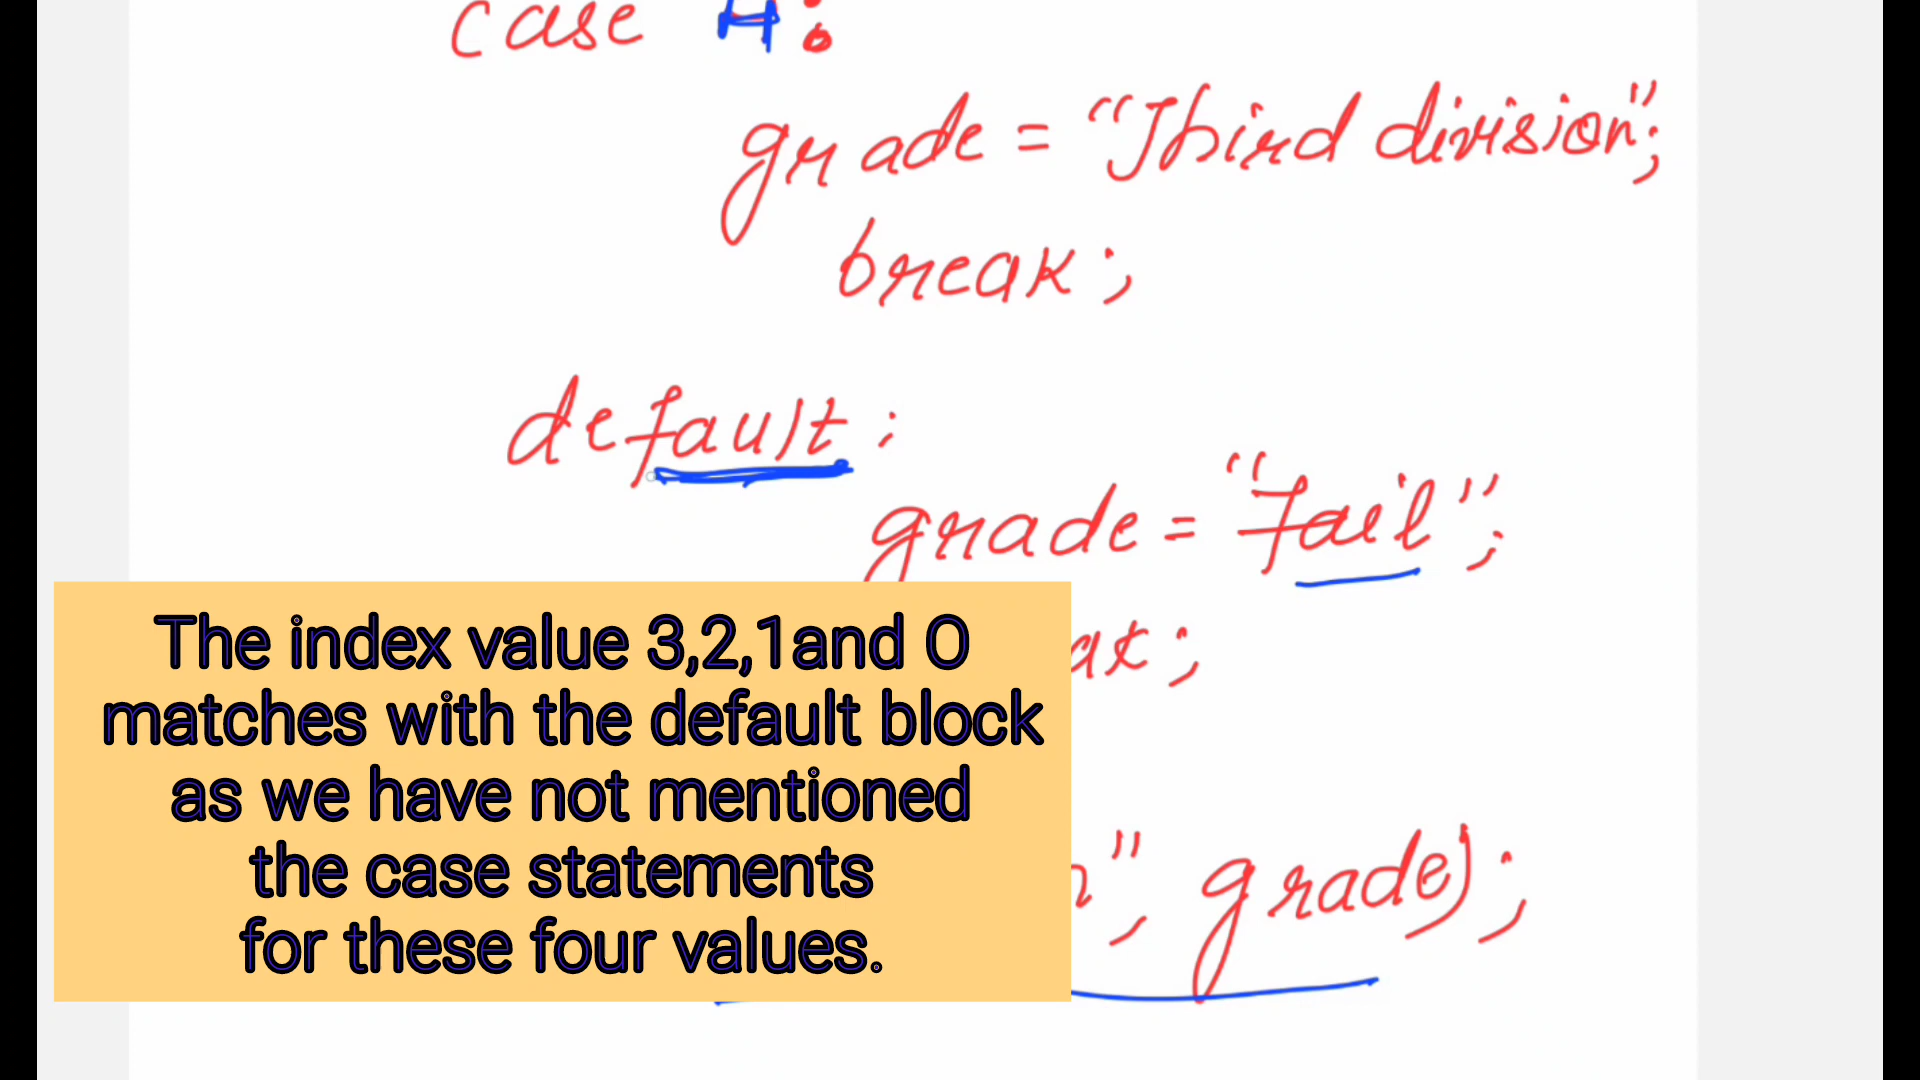 case 4:
grade = "Third division";
break;
default:
grade = "Fail";
The index value 3,2,1and 0
matches with the default block
as we have not mentioned
the case statements
for these four values.
", grade);